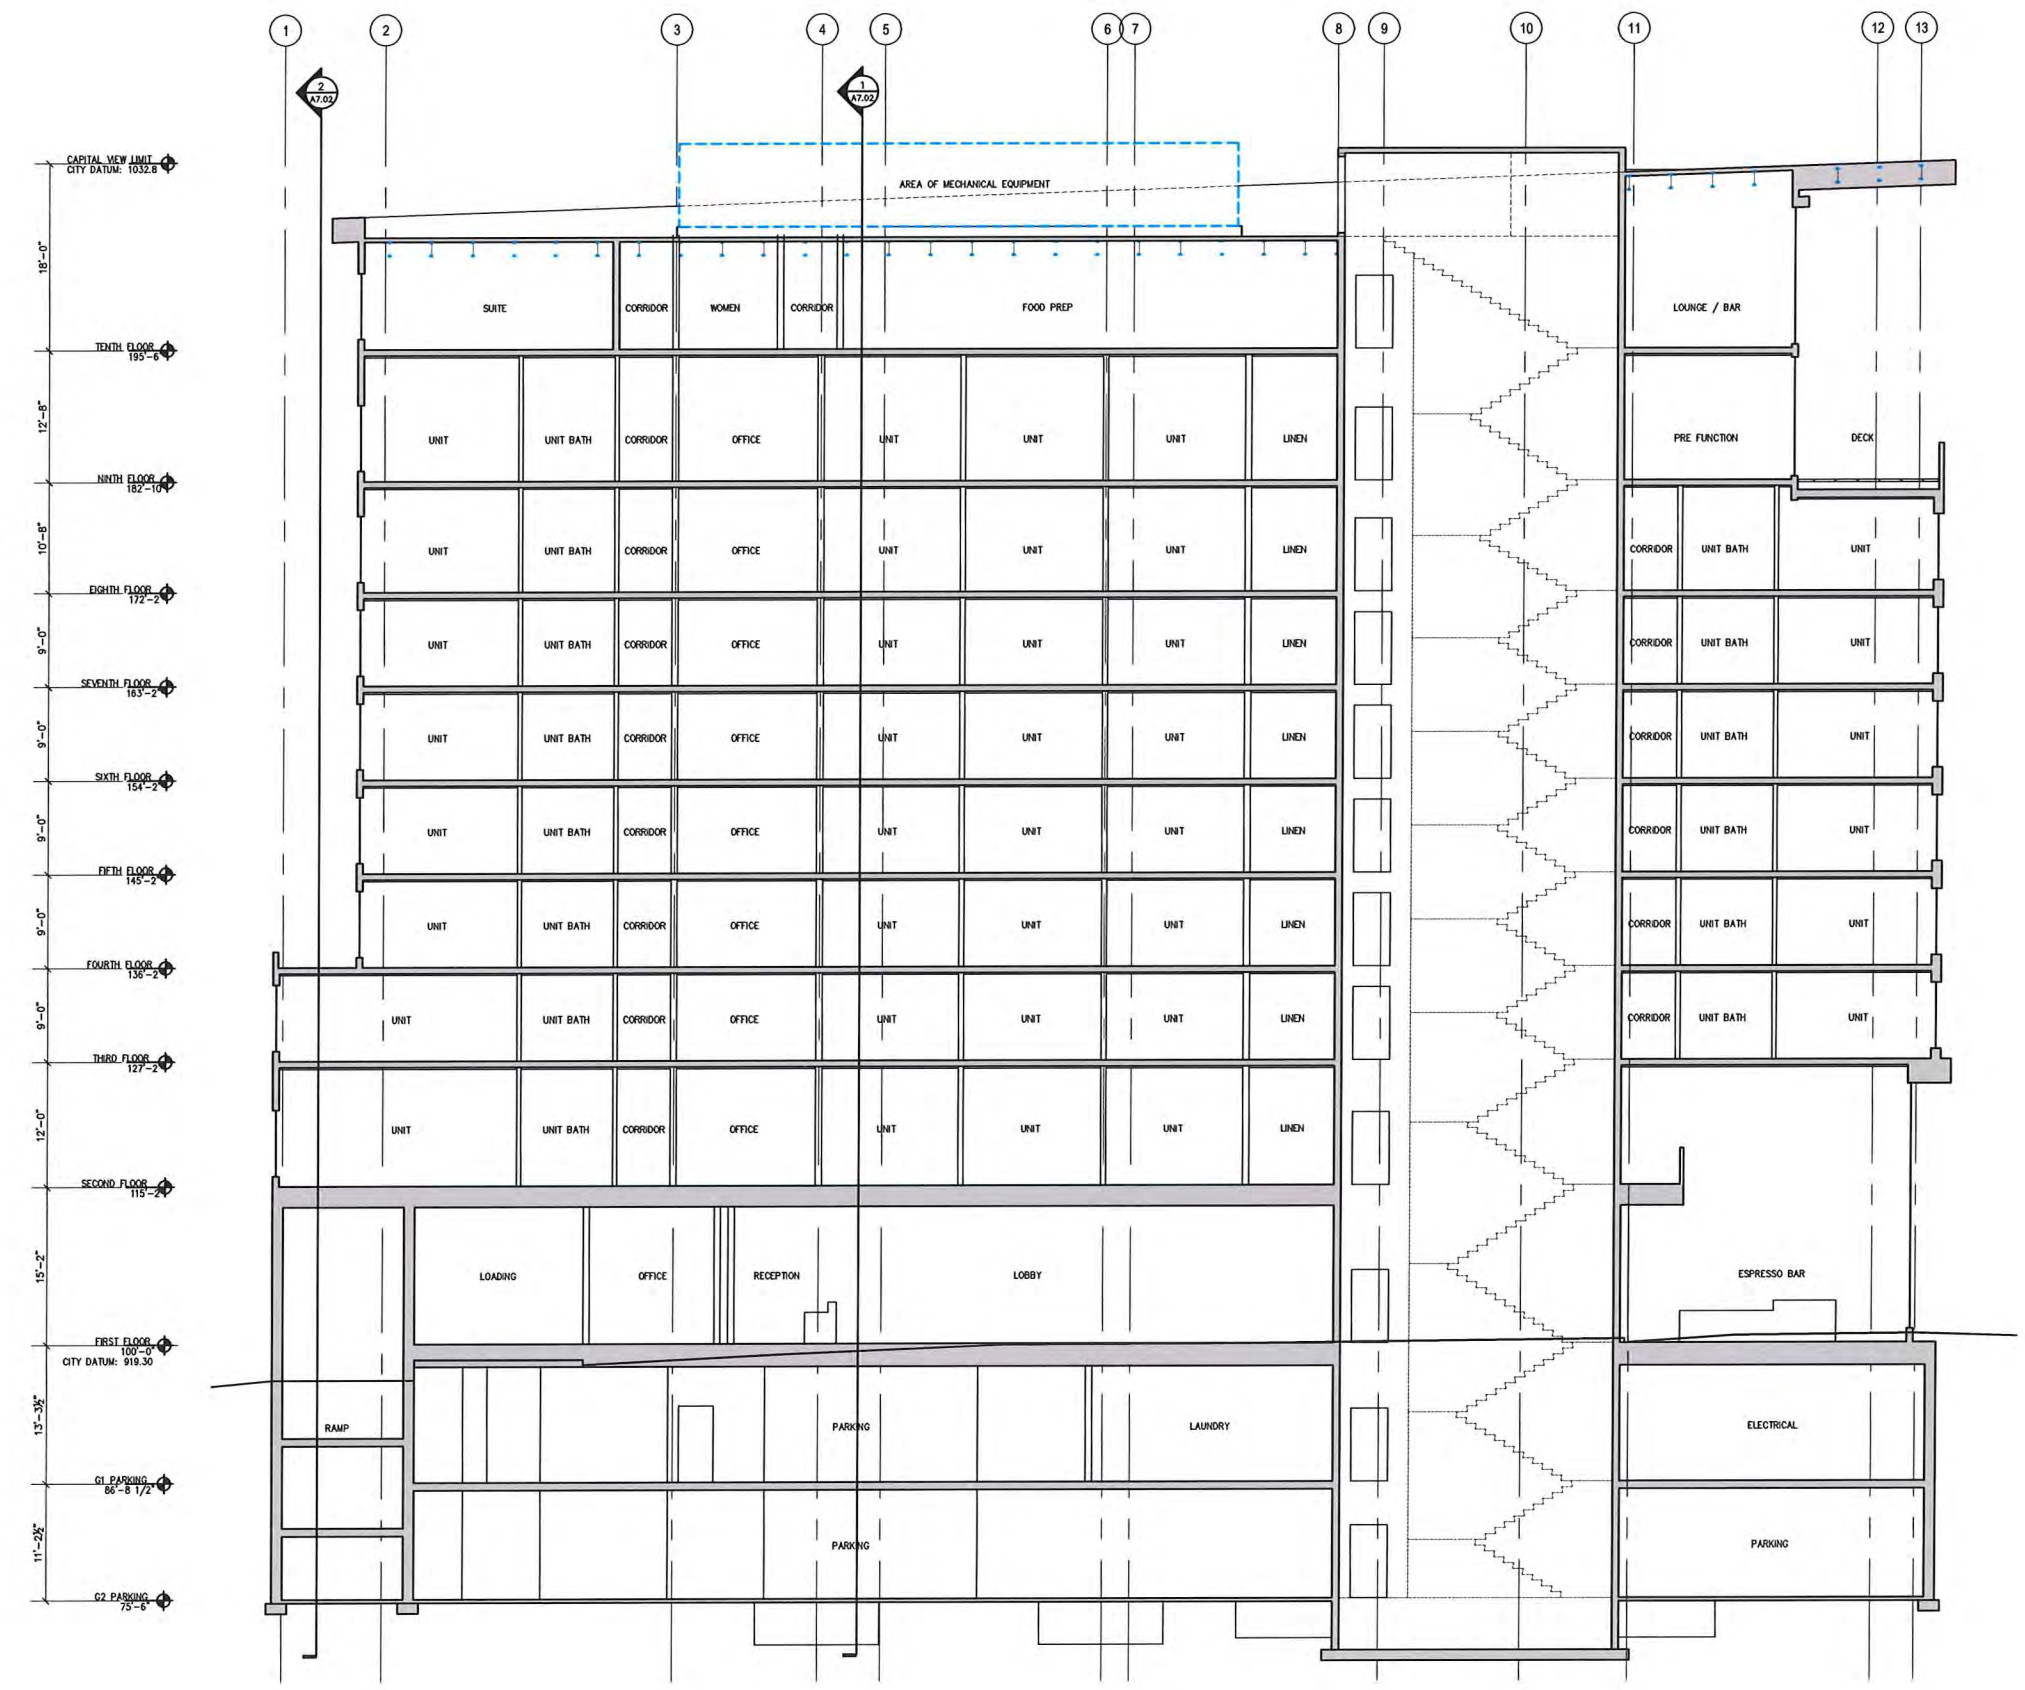 1 2 3 4 5 6 7 8 9 10 11 12 13
2 1
A7.02 A7.02
CAPITAL VIEW LIMIT
CITY DATUM: 1032.8
AREA OF MECHANICAL EQUIPMENT
18'-0"
SUITE CORRIDOR WOMEN CORRIDOR FOOD PREP LOUNGE / BAR
TENTH FLOOR
195'-6"
12'-8"
UNIT UNIT BATH CORRIDOR OFFICE UNIT UNIT UNIT LINEN PRE FUNCTION DECK
NINTH FLOOR
182'-10"
10'-8"
UNIT UNIT BATH CORRIDOR OFFICE UNIT UNIT UNIT LINEN CORRIDOR UNIT BATH UNIT
EIGHTH FLOOR
172'-2"
9'-0"
UNIT UNIT BATH CORRIDOR OFFICE UNIT UNIT UNIT LINEN CORRIDOR UNIT BATH UNIT
SEVENTH FLOOR
163'-2"
9'-0"
UNIT UNIT BATH CORRIDOR OFFICE UNIT UNIT UNIT LINEN CORRIDOR UNIT BATH UNIT
SIXTH FLOOR
154'-2"
9'-0"
UNIT UNIT BATH CORRIDOR OFFICE UNIT UNIT UNIT LINEN CORRIDOR UNIT BATH UNIT
FIFTH FLOOR
145'-2"
9'-0"
UNIT UNIT BATH CORRIDOR OFFICE UNIT UNIT UNIT LINEN CORRIDOR UNIT BATH UNIT
FOURTH FLOOR
136'-2"
9'-0"
UNIT UNIT BATH CORRIDOR OFFICE UNIT UNIT UNIT LINEN CORRIDOR UNIT BATH UNIT
THIRD FLOOR
127'-2"
12'-0"
UNIT UNIT BATH CORRIDOR OFFICE UNIT UNIT UNIT LINEN
SECOND FLOOR
115'-2"
15'-2"
LOADING OFFICE RECEPTION LOBBY ESPRESSO BAR
FIRST FLOOR
100'-0"
CITY DATUM: 919.30
13'-3½"
RAMP PARKING LAUNDRY ELECTRICAL
G1 PARKING
86'-8 1/2"
11'-2½"
PARKING PARKING
G2 PARKING
75'-6"